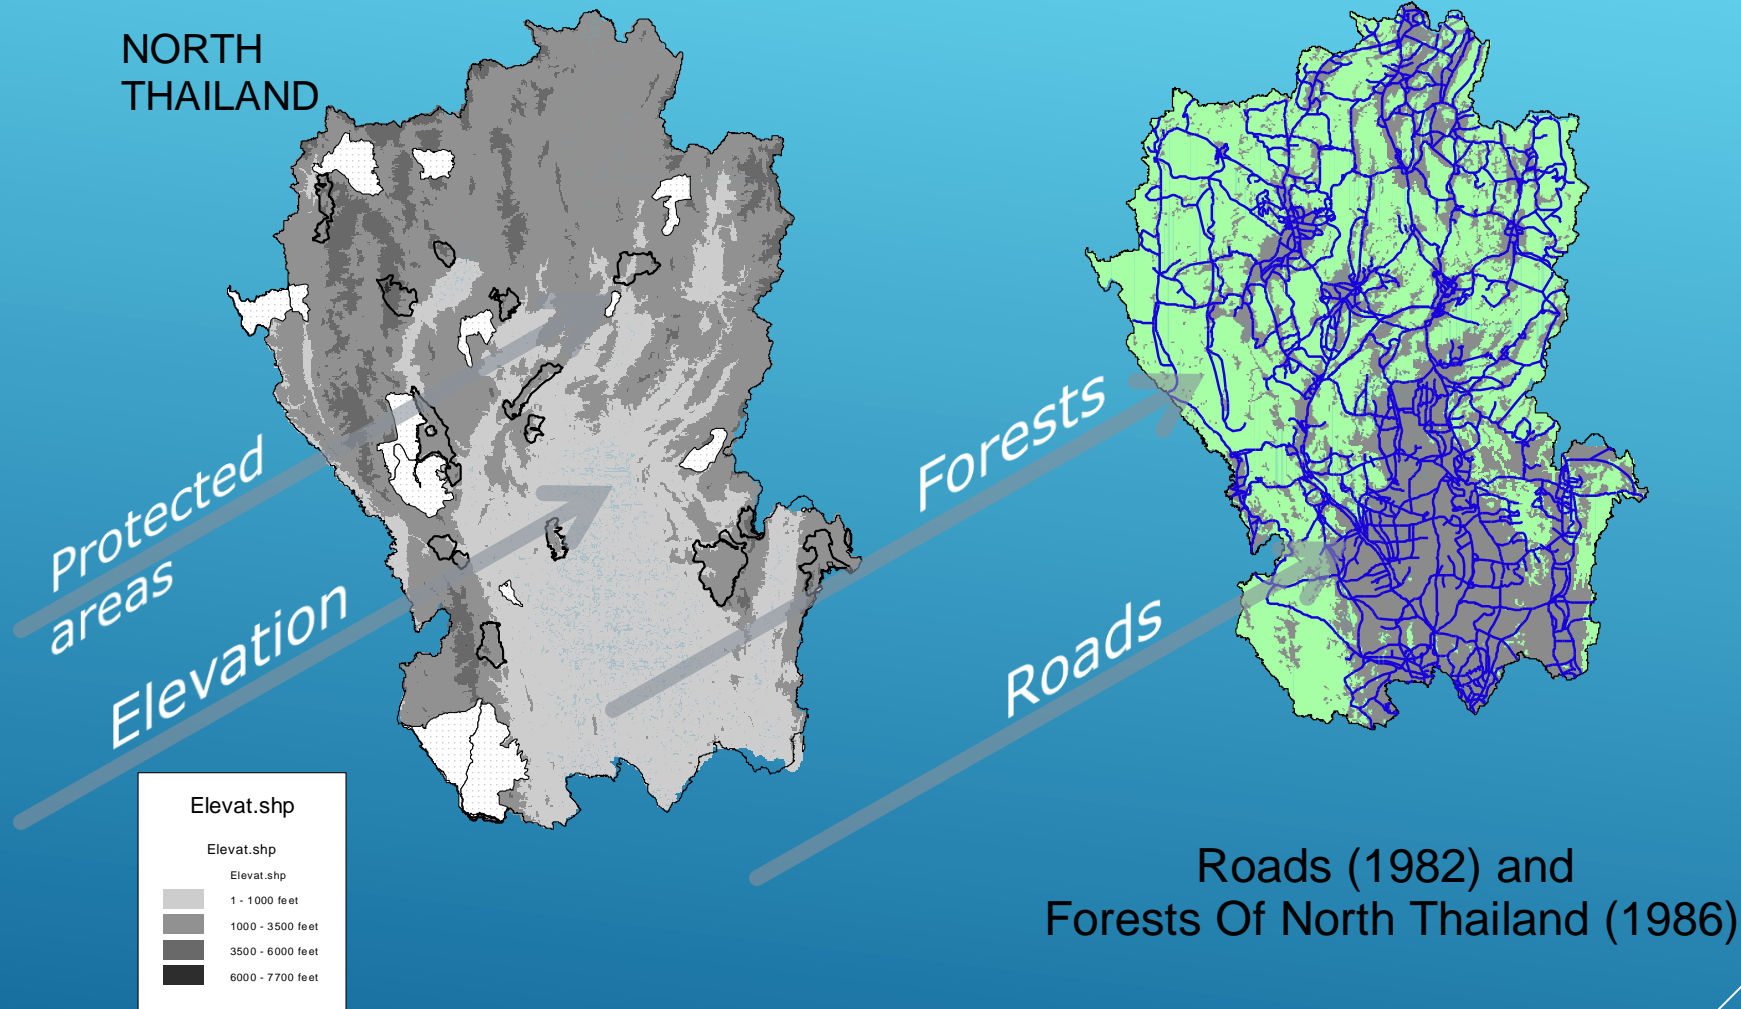 NORTH
THAILAND
Protected
areas
Elevation
Forests
Roads
Elevat.shp
Elevat.shp
Elevat.shp
1 - 1000 feet
1000 - 3500 feet
3500 - 6000 feet
6000 - 7700 feet
Roads (1982) and
Forests Of North Thailand (1986)